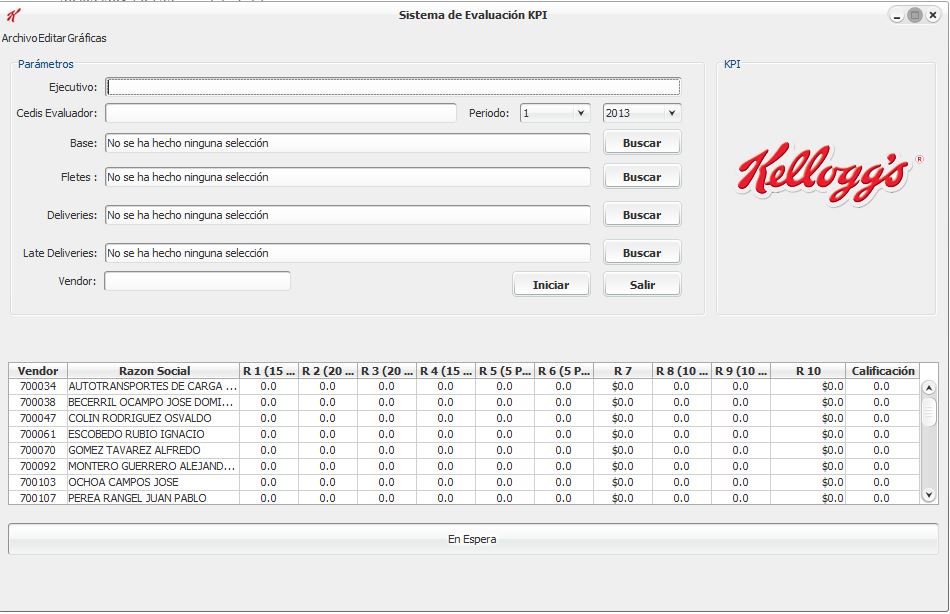 Sistema de Evaluación KPI
Archivo Editar Gráficas
Parámetros
KPI
Ejecutivo:
Cedis Evaluador: Periodo: 1 2013
Base: No se ha hecho ninguna selección Buscar
Kellogg's ®
Fletes : No se ha hecho ninguna selección Buscar
Deliveries: No se ha hecho ninguna selección Buscar
Late Deliveries: No se ha hecho ninguna selección Buscar
Vendor: Iniciar Salir
Vendor Razon Social R 1 (15 ... R 2 (20 ... R 3 (20 ... R 4 (15 ... R 5 (5 P... R 6 (5 P... R 7 R 8 (10 ... R 9 (10 ... R 10 Calificación
700034 AUTOTRANSPORTES DE CARGA ... 0.0 0.0 0.0 0.0 0.0 0.0 $0.0 0.0 0.0 $0.0 0.0
700038 BECERRIL OCAMPO JOSE DOMI... 0.0 0.0 0.0 0.0 0.0 0.0 $0.0 0.0 0.0 $0.0 0.0
700047 COLIN RODRIGUEZ OSVALDO 0.0 0.0 0.0 0.0 0.0 0.0 $0.0 0.0 0.0 $0.0 0.0
700061 ESCOBEDO RUBIO IGNACIO 0.0 0.0 0.0 0.0 0.0 0.0 $0.0 0.0 0.0 $0.0 0.0
700070 GOMEZ TAVAREZ ALFREDO 0.0 0.0 0.0 0.0 0.0 0.0 $0.0 0.0 0.0 $0.0 0.0
700092 MONTERO GUERRERO ALEJAND... 0.0 0.0 0.0 0.0 0.0 0.0 $0.0 0.0 0.0 $0.0 0.0
700103 OCHOA CAMPOS JOSE 0.0 0.0 0.0 0.0 0.0 0.0 $0.0 0.0 0.0 $0.0 0.0
700107 PEREA RANGEL JUAN PABLO 0.0 0.0 0.0 0.0 0.0 0.0 $0.0 0.0 0.0 $0.0 0.0
En Espera